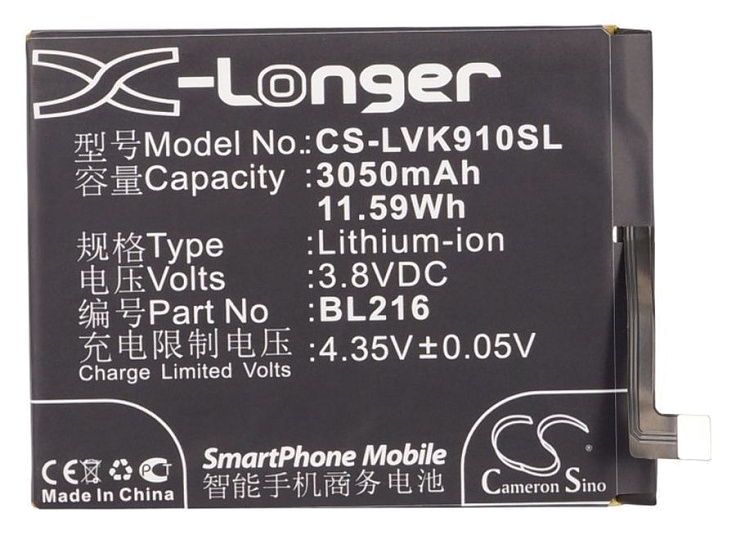 X-Longer
型号Model No.:CS-LVK910SL
容量Capacity :3050mAh
11.59Wh
规格Type :Lithium-ion
电压Volts :3.8VDC
编号Part No :BL216
充电限制电压 :4.35V±0.05V
Charge Limited Volts
CE PCT
Made In China
SmartPhone Mobile
智能手机商务电池
CS ®
Cameron Sino